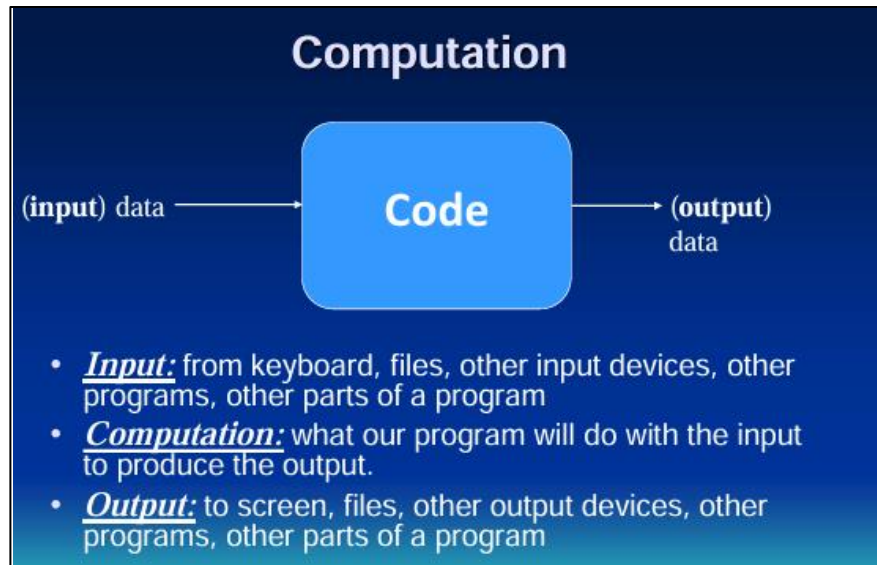 Computation
(input) data
Code
(output)
data
• Input: from keyboard, files, other input devices, other
programs, other parts of a program
• Computation: what our program will do with the input
to produce the output.
• Output: to screen, files, other output devices, other
programs, other parts of a program